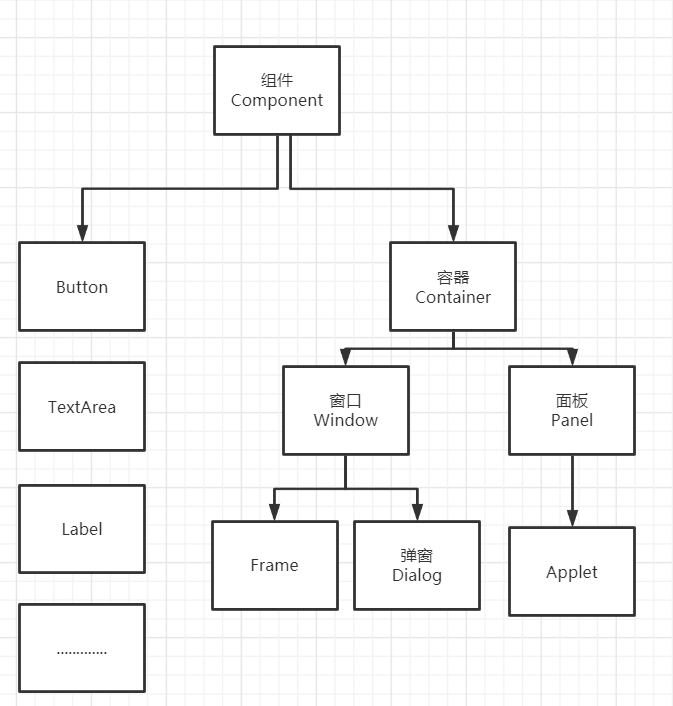 组件
Component
Button
容器
Container
TextArea
窗口
Window
面板
Panel
Label
Frame
弹窗
Dialog
Applet
.............